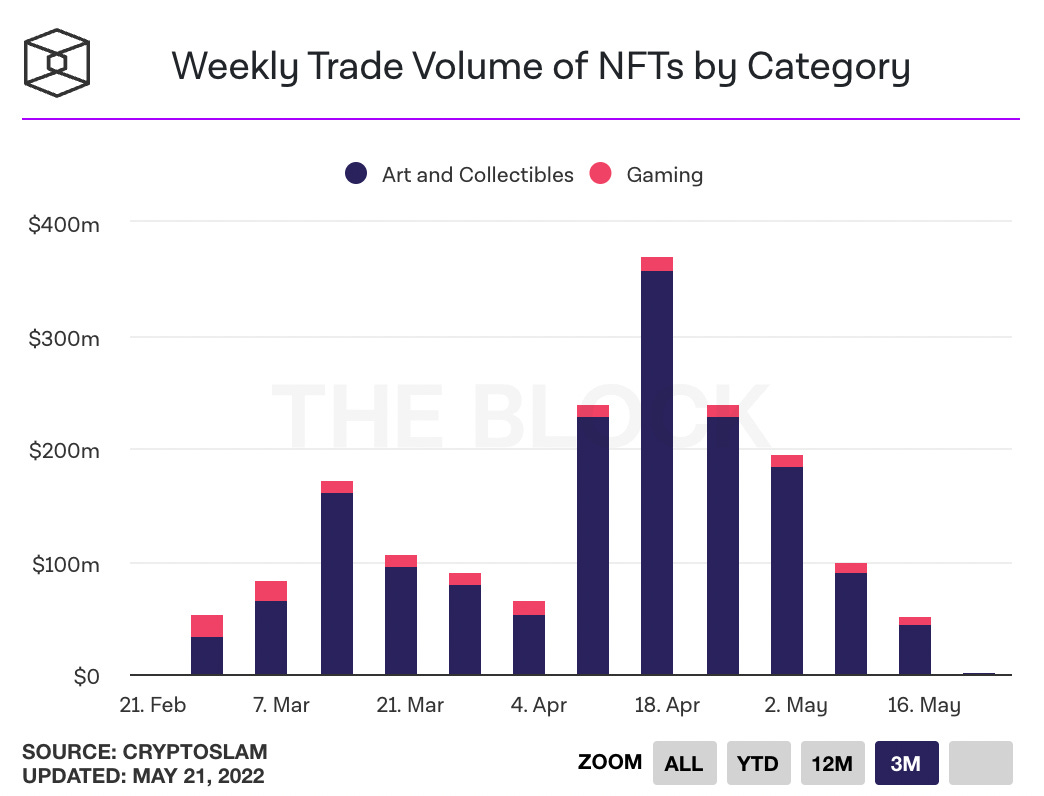 Weekly Trade Volume of NFTs by Category
Art and Collectibles Gaming
$400m
$300m
THE BLOCK
$200m
$100m
$0
21. Feb 7. Mar 21. Mar 4. Apr 18. Apr 2. May 16. May
SOURCE: CRYPTOSLAM
UPDATED: MAY 21, 2022
ZOOM ALL YTD 12M 3M